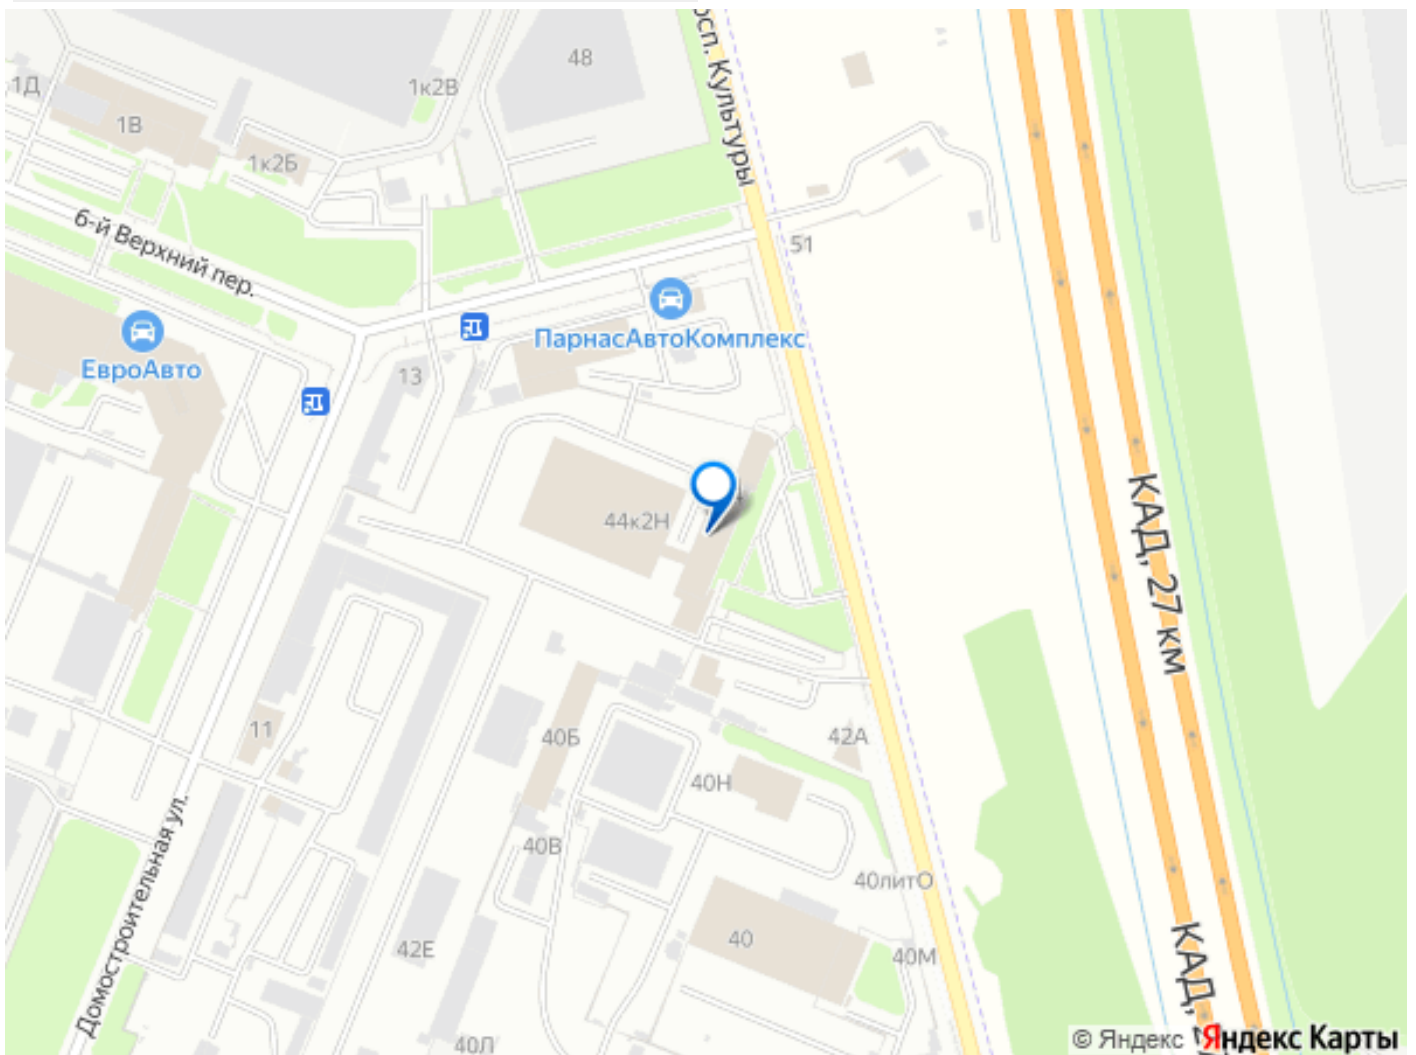 осп. Культуры
48
1Д
1к2В
1В
1к2Б
6-й Верхний пер.
51
ПарнасАвтоКомплекс
ЕвроАвто
13
44к2Н
КАД, 27 км
11
40Б
42А
40Н
40В
40литО
Домостроительная ул.
42Е
40
40М
КАД,
40Л
© Яндекс Яндекс Карты